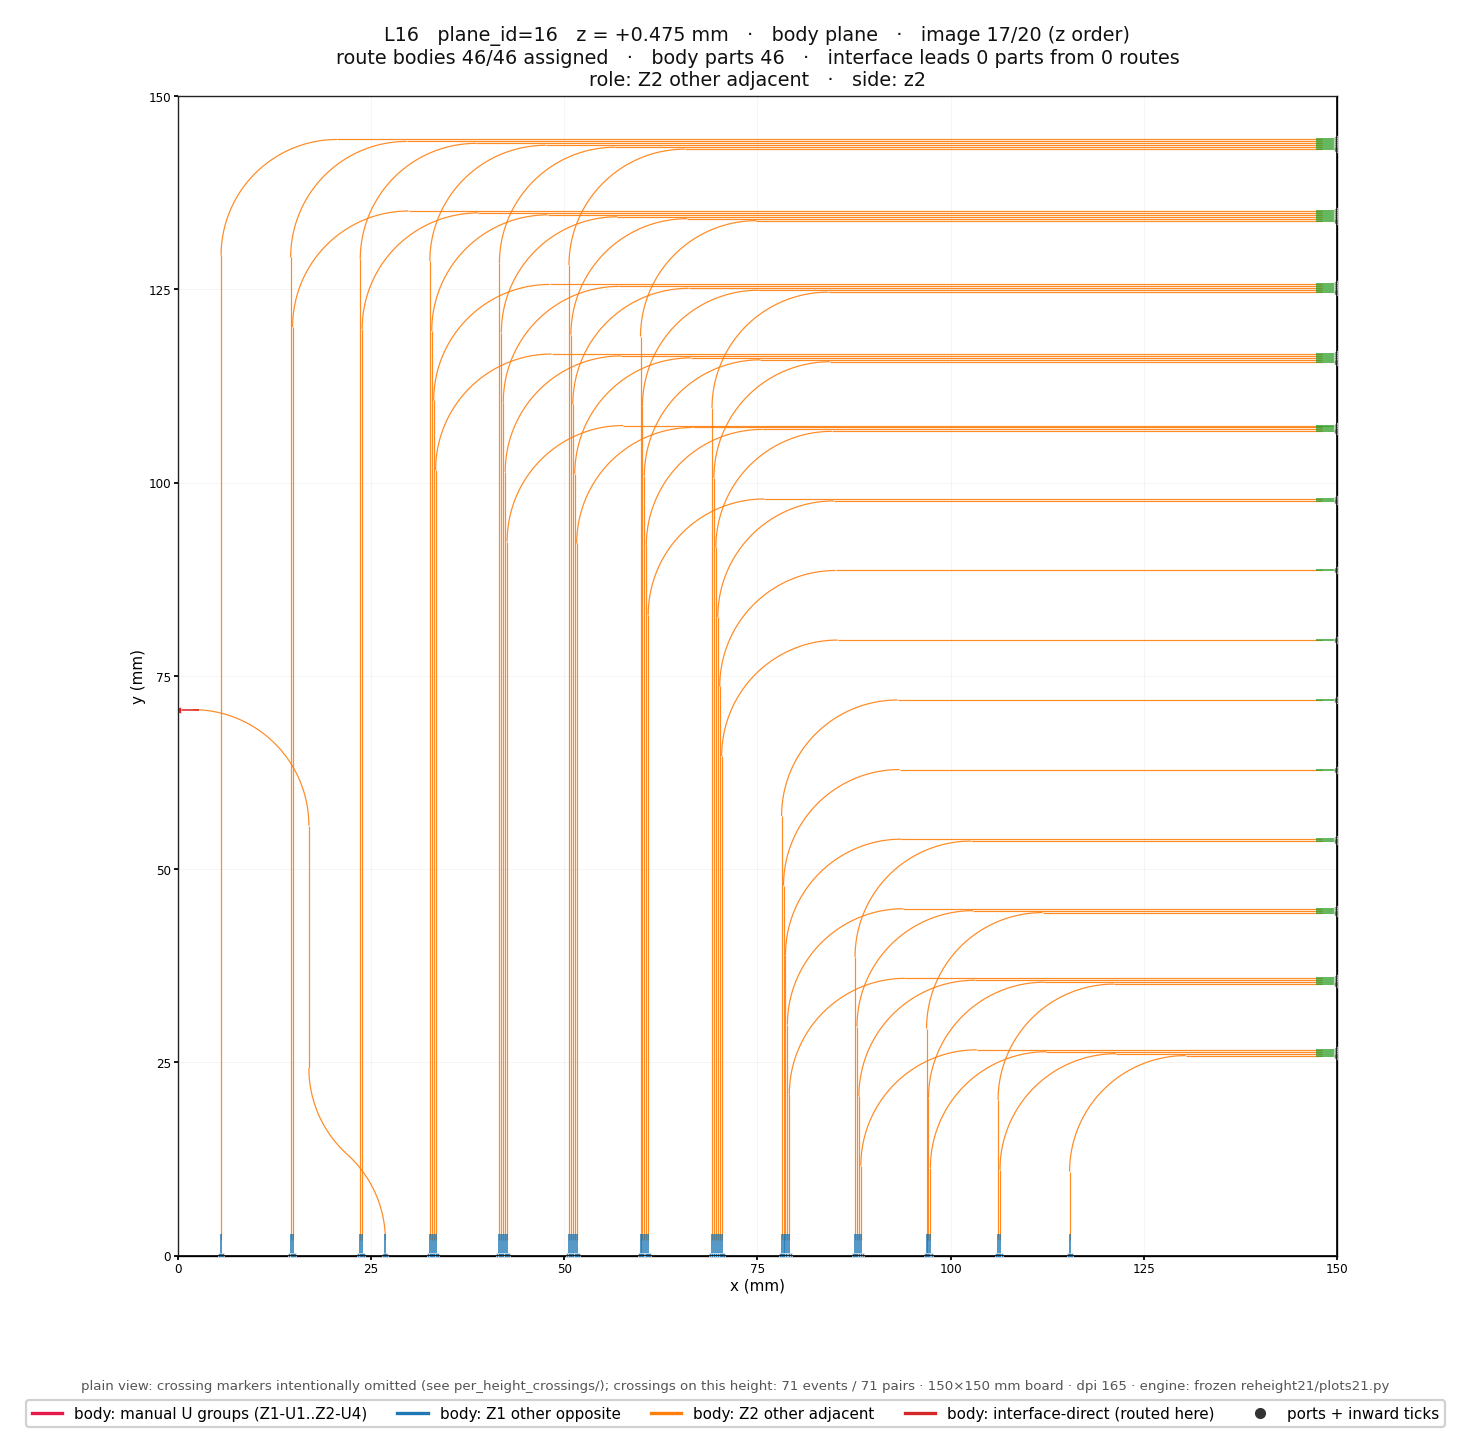 L16   plane_id=16   z = +0.475 mm   ·   body plane   ·   image 17/20 (z order)
route bodies 46/46 assigned   ·   body parts 46   ·   interface leads 0 parts from 0 routes
role: Z2 other adjacent   ·   side: z2
150
125
100
75
50
25
0
y (mm)
0 25 50 75 100 125 150
x (mm)
plain view: crossing markers intentionally omitted (see per_height_crossings/); crossings on this height: 71 events / 71 pairs · 150×150 mm board · dpi 165 · engine: frozen reheight21/plots21.py
body: manual U groups (Z1-U1..Z2-U4) body: Z1 other opposite body: Z2 other adjacent body: interface-direct (routed here) ports + inward ticks